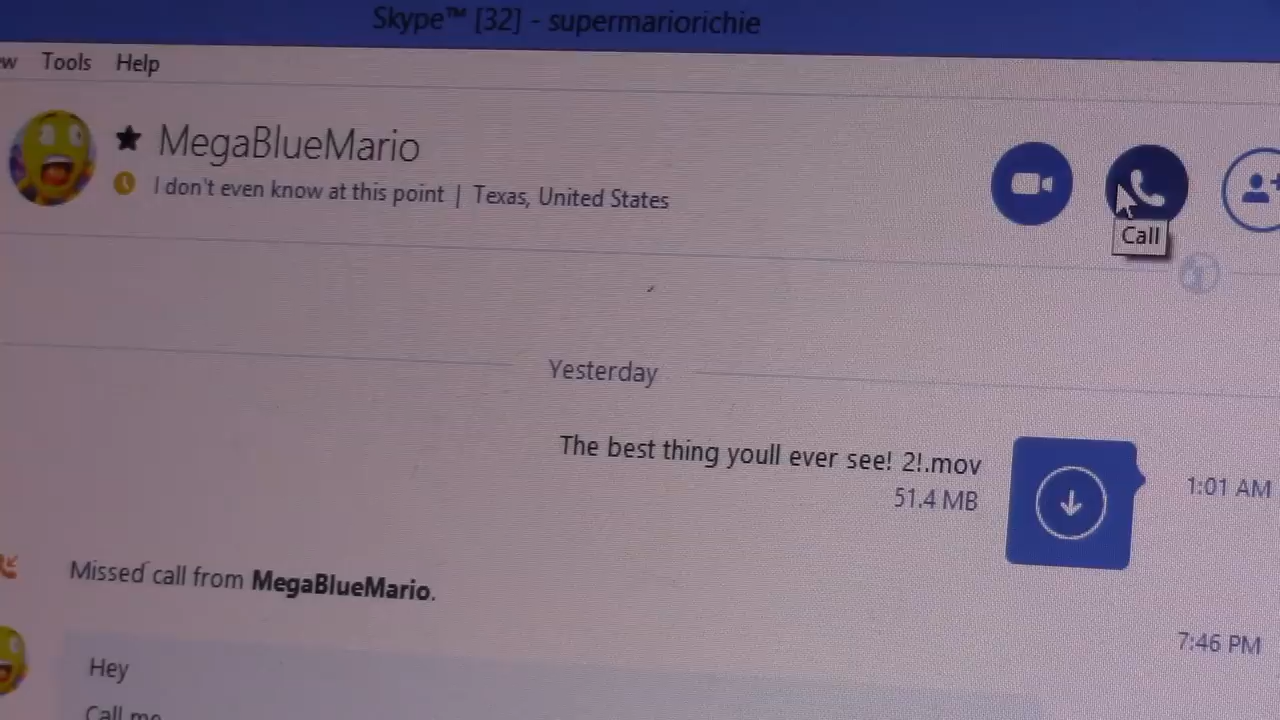 Skype™ [32] - supermariorichie
Tools Help
MegaBlueMario
I don't even know at this point | Texas, United States
Call
Yesterday
The best thing youll ever see! 2!.mov
51.4 MB
1:01 AM
Missed call from MegaBlueMario.
7:46 PM
Hey
Call me